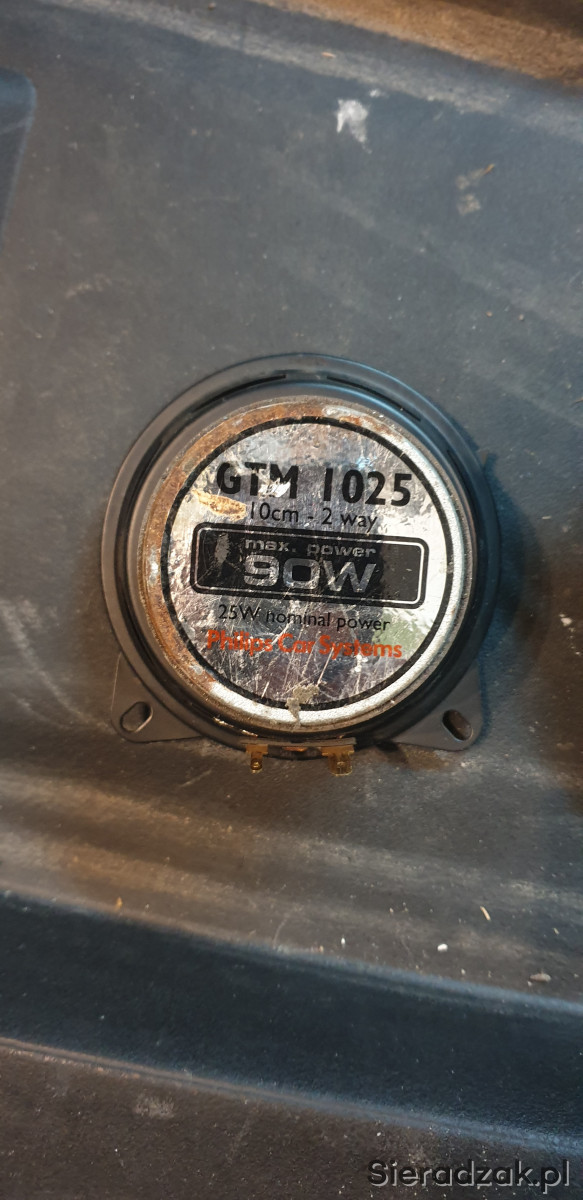 GTM 1025
10cm - 2 way
max. power
90W
25W nominal power
Philips Car Systems
Sieradzak.pl